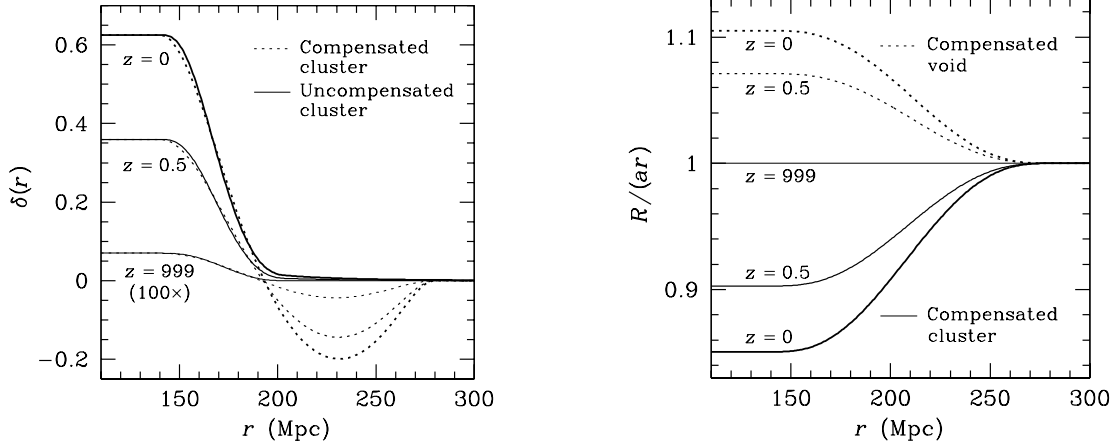 0.6
0.4
0.2
0
−0.2
δ(r)
z = 0
z = 0.5
z = 999
(100×)
Compensated
cluster
Uncompensated
cluster
150 200 250 300
r (Mpc)
1.1
1
0.9
R/(ar)
z = 0
z = 0.5
Compensated
void
z = 999
z = 0.5
z = 0
Compensated
cluster
150 200 250 300
r (Mpc)